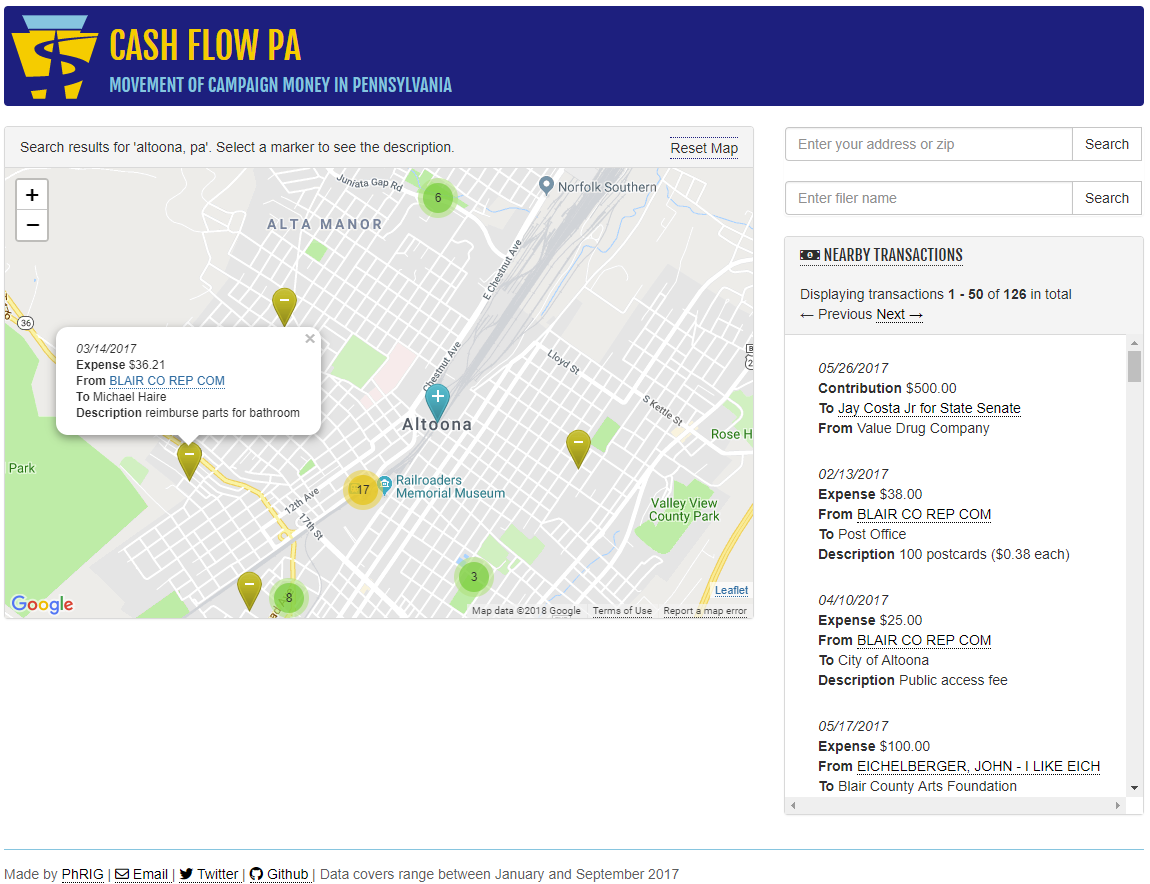 CASH FLOW PA
MOVEMENT OF CAMPAIGN MONEY IN PENNSYLVANIA
Search results for 'altoona, pa'. Select a marker to see the description.
Reset Map
+
−
Juniata Gap Rd
6
Norfolk Southern
ALTA MANOR
E Chestnut Ave
36
03/14/2017
Expense $36.21
From BLAIR CO REP COM
To Michael Haire
Description reimburse parts for bathroom
×
Chestnut Ave
Lloyd St
S Kettle St
Altoona
Rose H
Park
17
Railroaders
Memorial Museum
12th Ave
17th St
Valley View
County Park
3
8
Leaflet
Google
Map data ©2018 Google
Terms of Use
Report a map error
Enter your address or zip
Search
Enter filer name
Search
NEARBY TRANSACTIONS
Displaying transactions 1 - 50 of 126 in total
← Previous Next →
05/26/2017
Contribution $500.00
To Jay Costa Jr for State Senate
From Value Drug Company
02/13/2017
Expense $38.00
From BLAIR CO REP COM
To Post Office
Description 100 postcards ($0.38 each)
04/10/2017
Expense $25.00
From BLAIR CO REP COM
To City of Altoona
Description Public access fee
05/17/2017
Expense $100.00
From EICHELBERGER, JOHN - I LIKE EICH
To Blair County Arts Foundation
Made by PhRIG | Email | Twitter | Github | Data covers range between January and September 2017